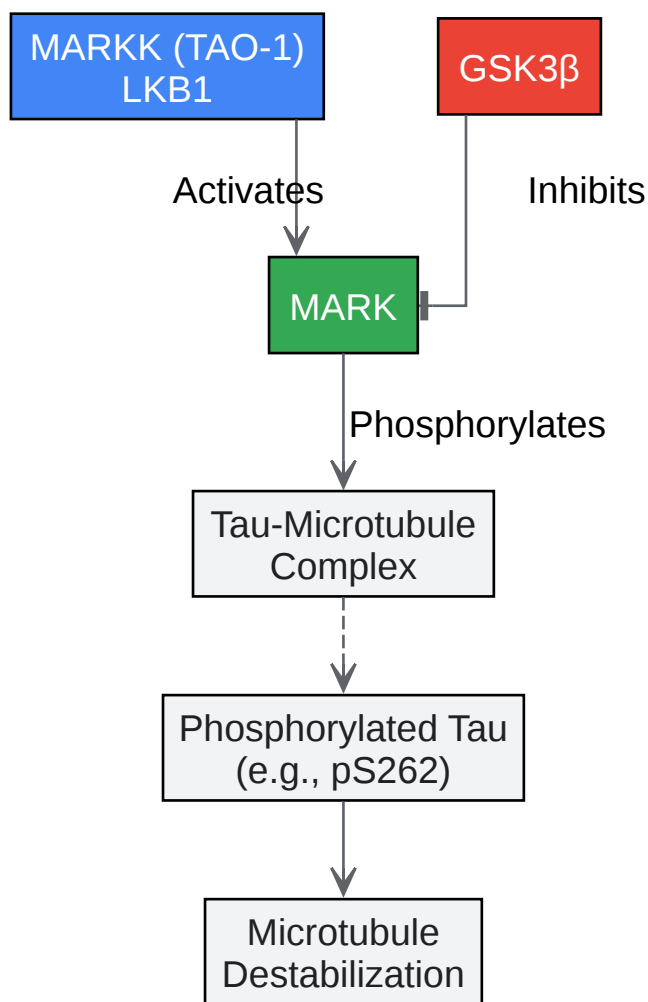 MARKK (TAO-1)
LKB1
GSK3β
Activates
Inhibits
MARK
Phosphorylates
Tau-Microtubule
Complex
Phosphorylated Tau
(e.g., pS262)
Microtubule
Destabilization